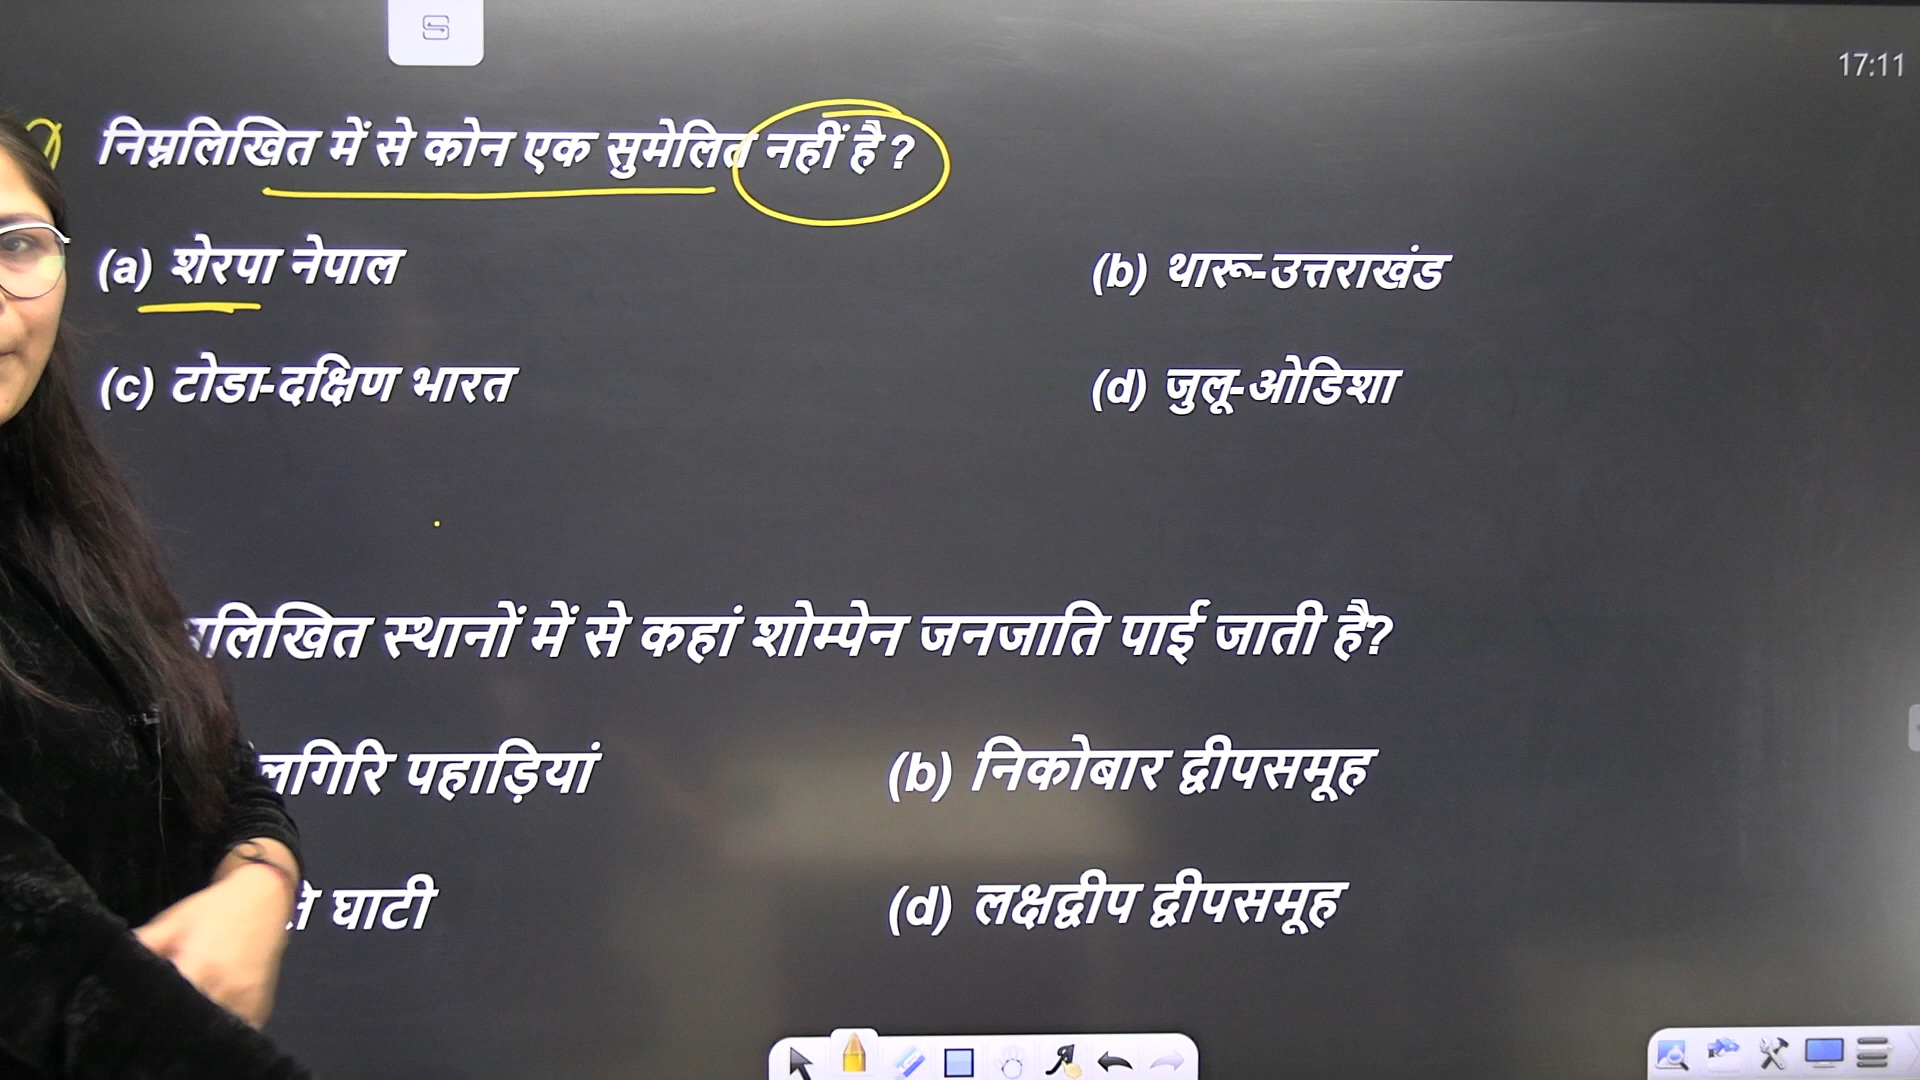 17:11
निम्नलिखित में से कोन एक सुमेलित नहीं है ?
(a) शेरपा नेपाल
(b) थारू-उत्तराखंड
(c) टोडा-दक्षिण भारत
(d) जुलू-ओडिशा
लिखित स्थानों में से कहां शोम्पेन जनजाति पाई जाती है?
लगिरि पहाड़ियां
(b) निकोबार द्वीपसमूह
घाटी
(d) लक्षद्वीप द्वीपसमूह